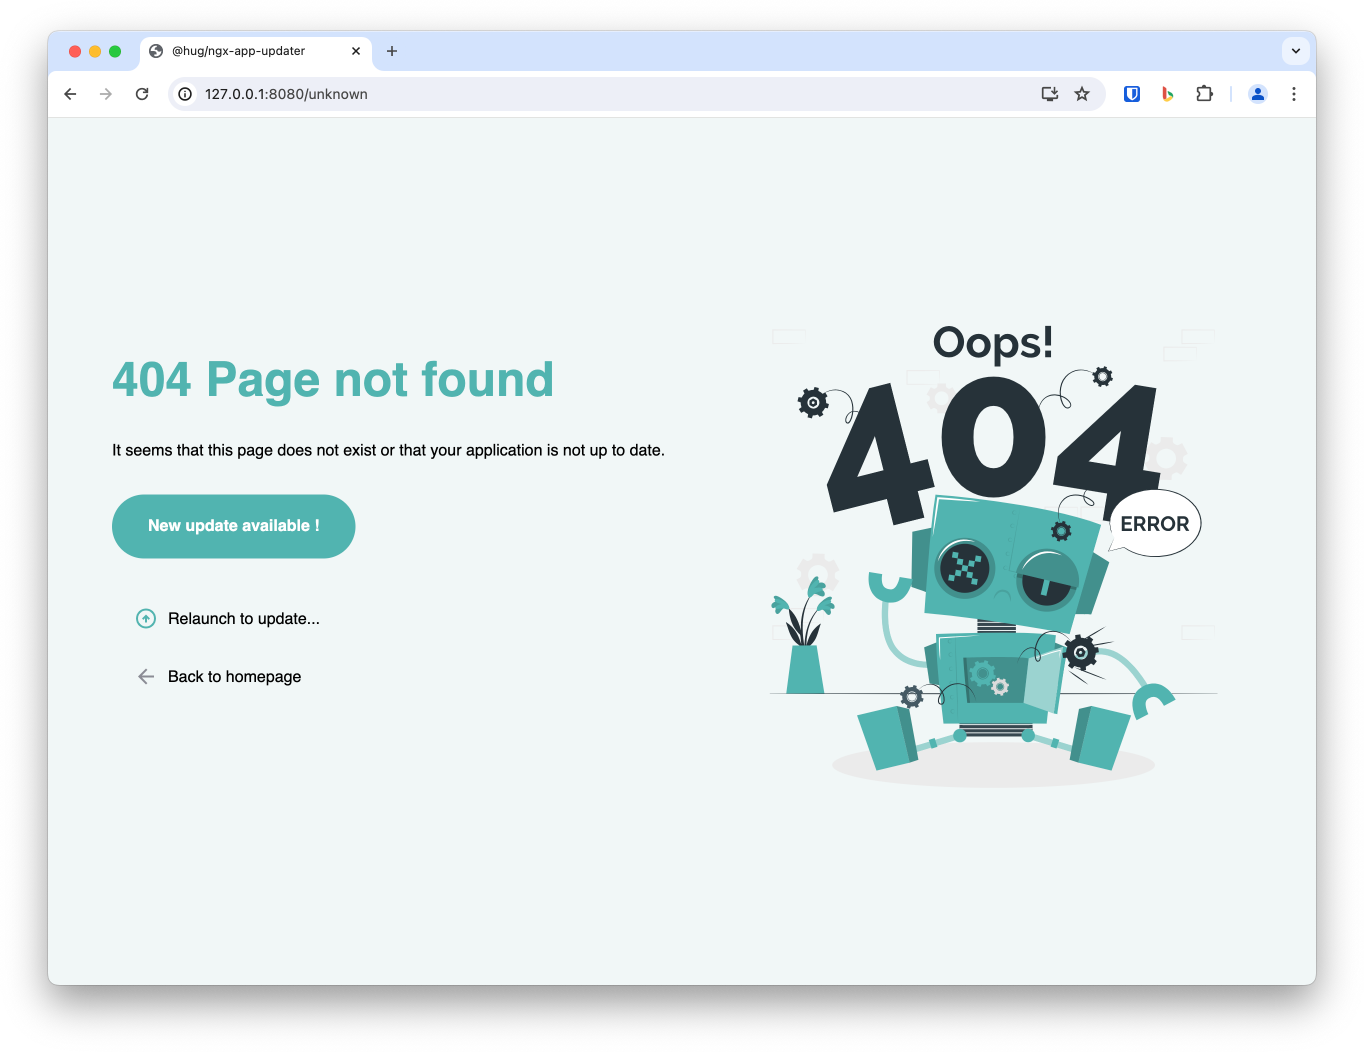 @hug/ngx-app-updater
127.0.0.1:8080/unknown
404 Page not found
It seems that this page does not exist or that your application is not up to date.
New update available !
Relaunch to update...
Back to homepage
Oops!
404
ERROR